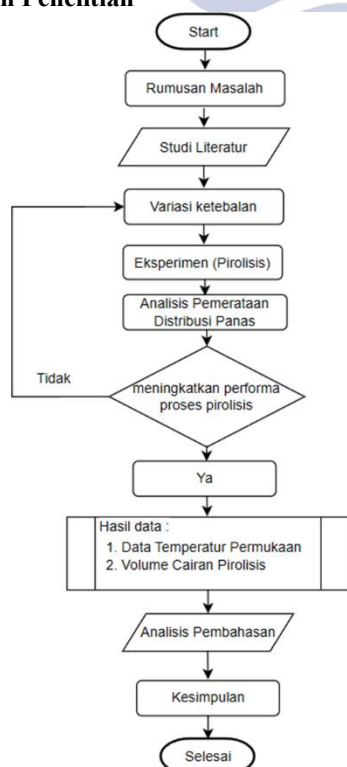 Penelitian
Start
Rumusan Masalah
Studi Literatur
Variasi ketebalan
Eksperimen (Pirolisis)
Analisis Pemerataan
Distribusi Panas
Tidak
meningkatkan performa
proses pirolisis
Ya
Hasil data :
1. Data Temperatur Permukaan
2. Volume Cairan Pirolisis
Analisis Pembahasan
Kesimpulan
Selesai